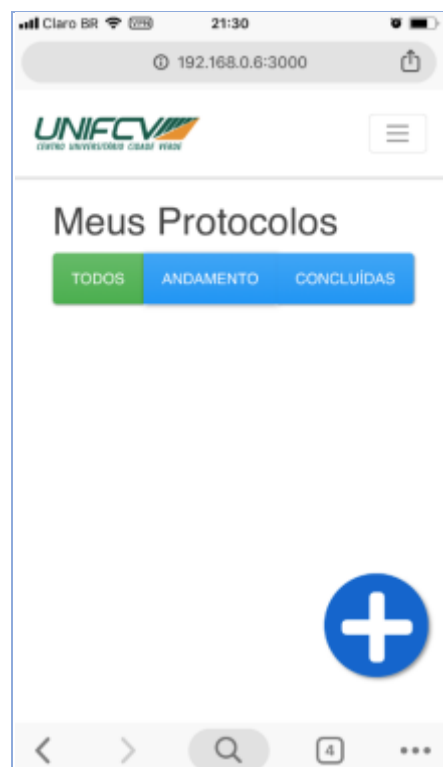 Claro BR VPN 21:30
192.168.0.6:3000
UNIFCV
CENTRO UNIVERSITÁRIO CIDADE VERDE
Meus Protocolos
TODOS ANDAMENTO CONCLUÍDAS
4